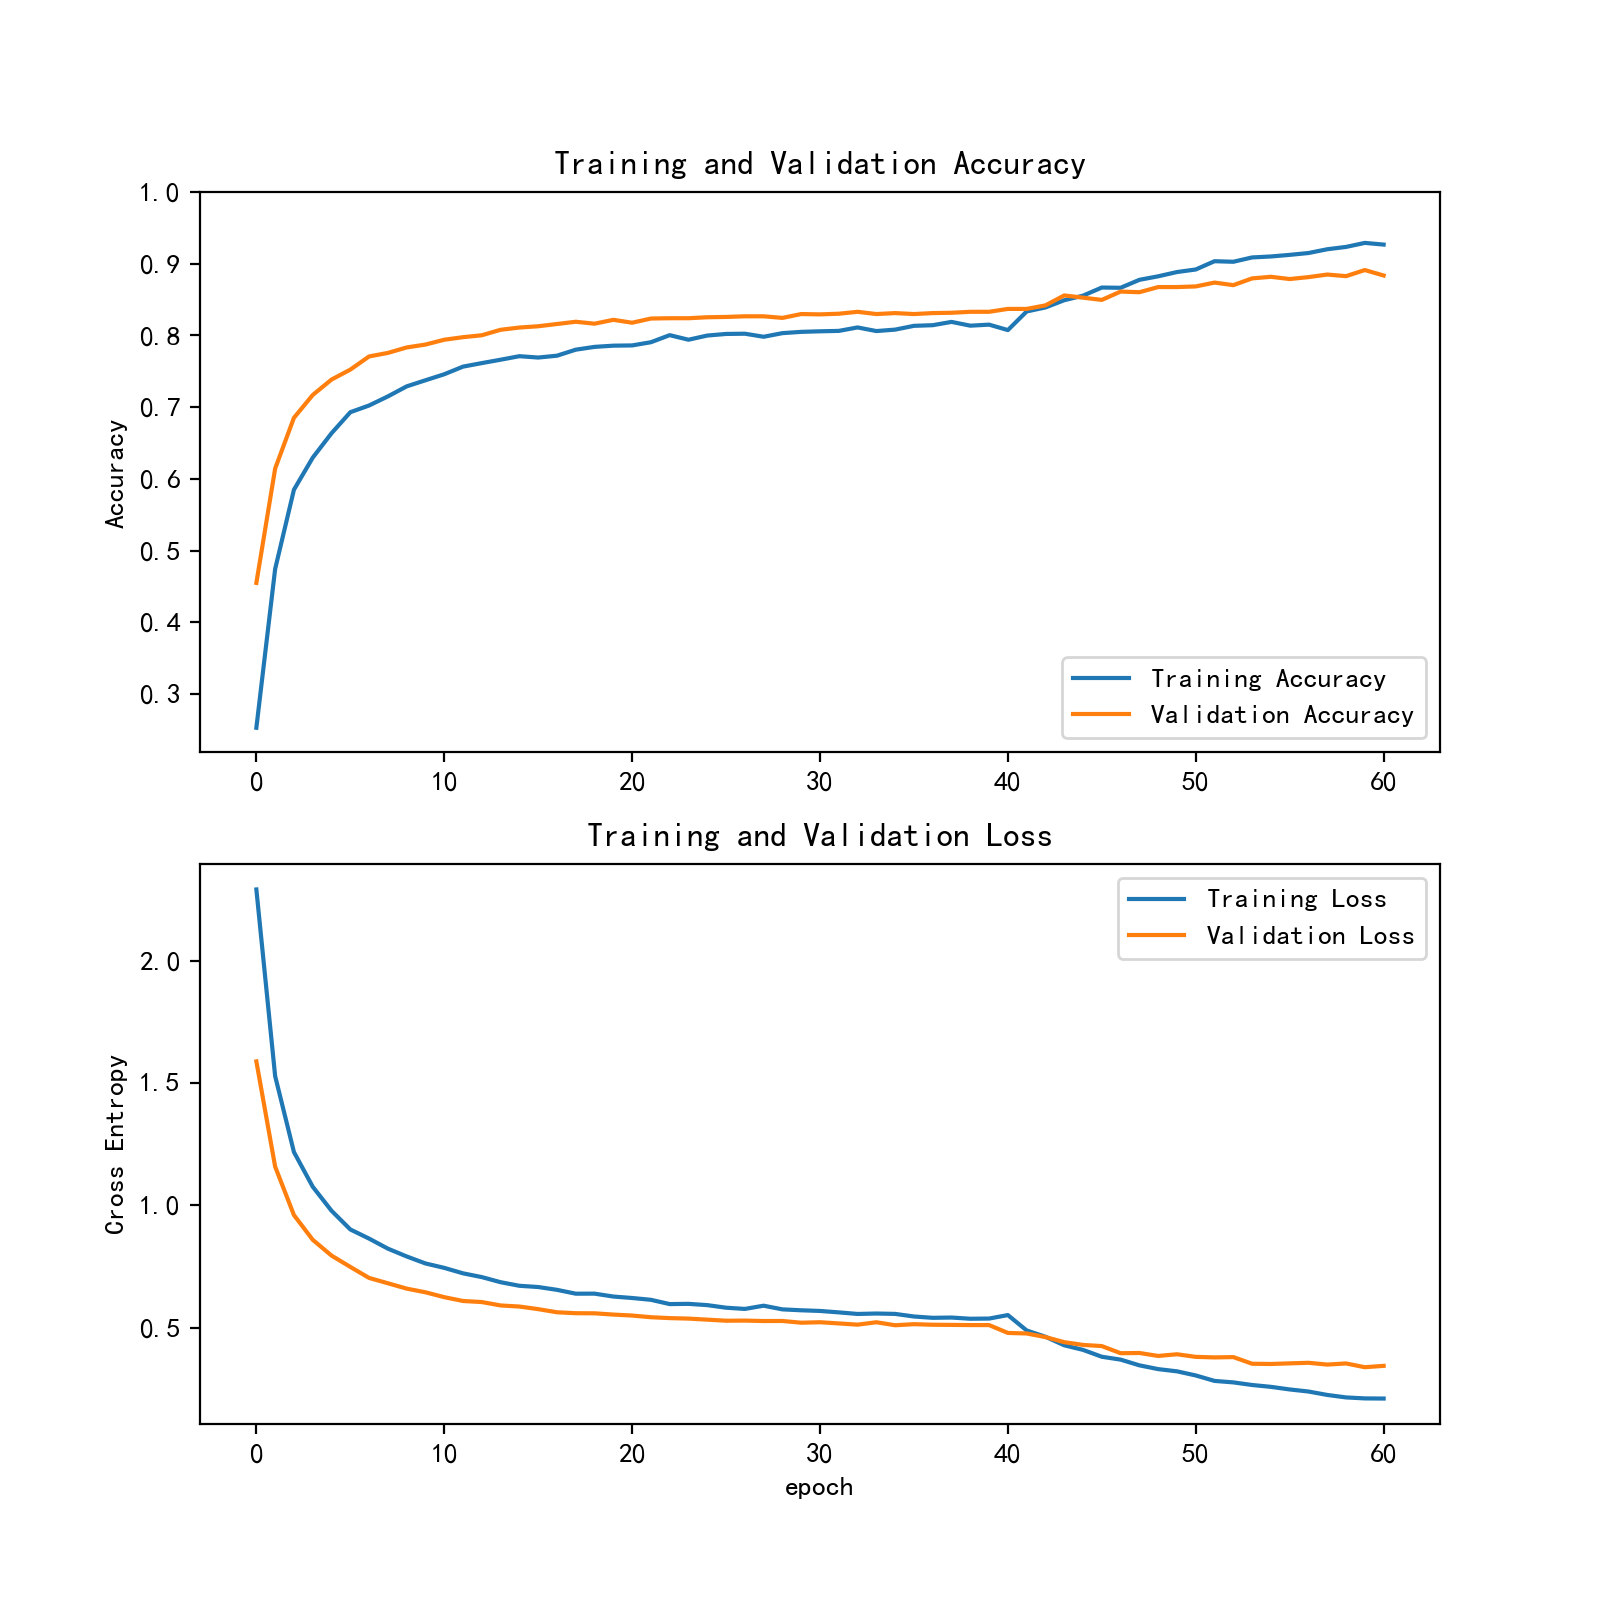 Training and Validation Accuracy
1.0
0.9
0.8
0.7
0.6
0.5
0.4
0.3
Accuracy
Training Accuracy
Validation Accuracy
0 10 20 30 40 50 60
Training and Validation Loss
2.0
1.5
1.0
0.5
Cross Entropy
Training Loss
Validation Loss
0 10 20 30 40 50 60
epoch